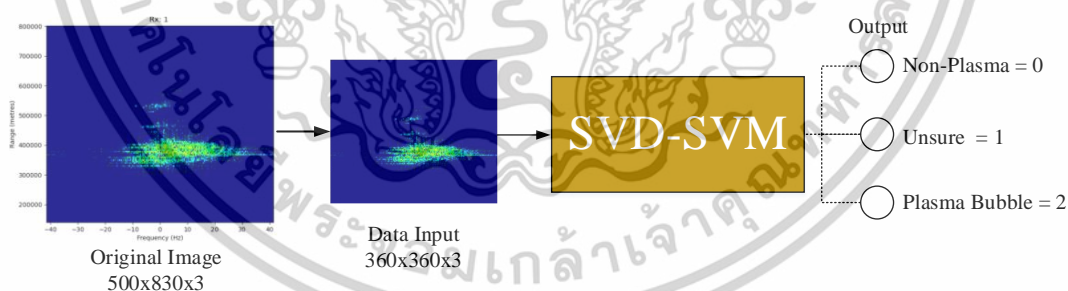 Rx: 1
800000
700000
600000
500000
400000
300000
200000
Range (metres)
−40 −30 −20 −10 0 10 20 30 40
Frequency (Hz)
Original Image
500x830x3
Data Input
360x360x3
SVD-SVM
Output
Non-Plasma = 0
Unsure = 1
Plasma Bubble = 2